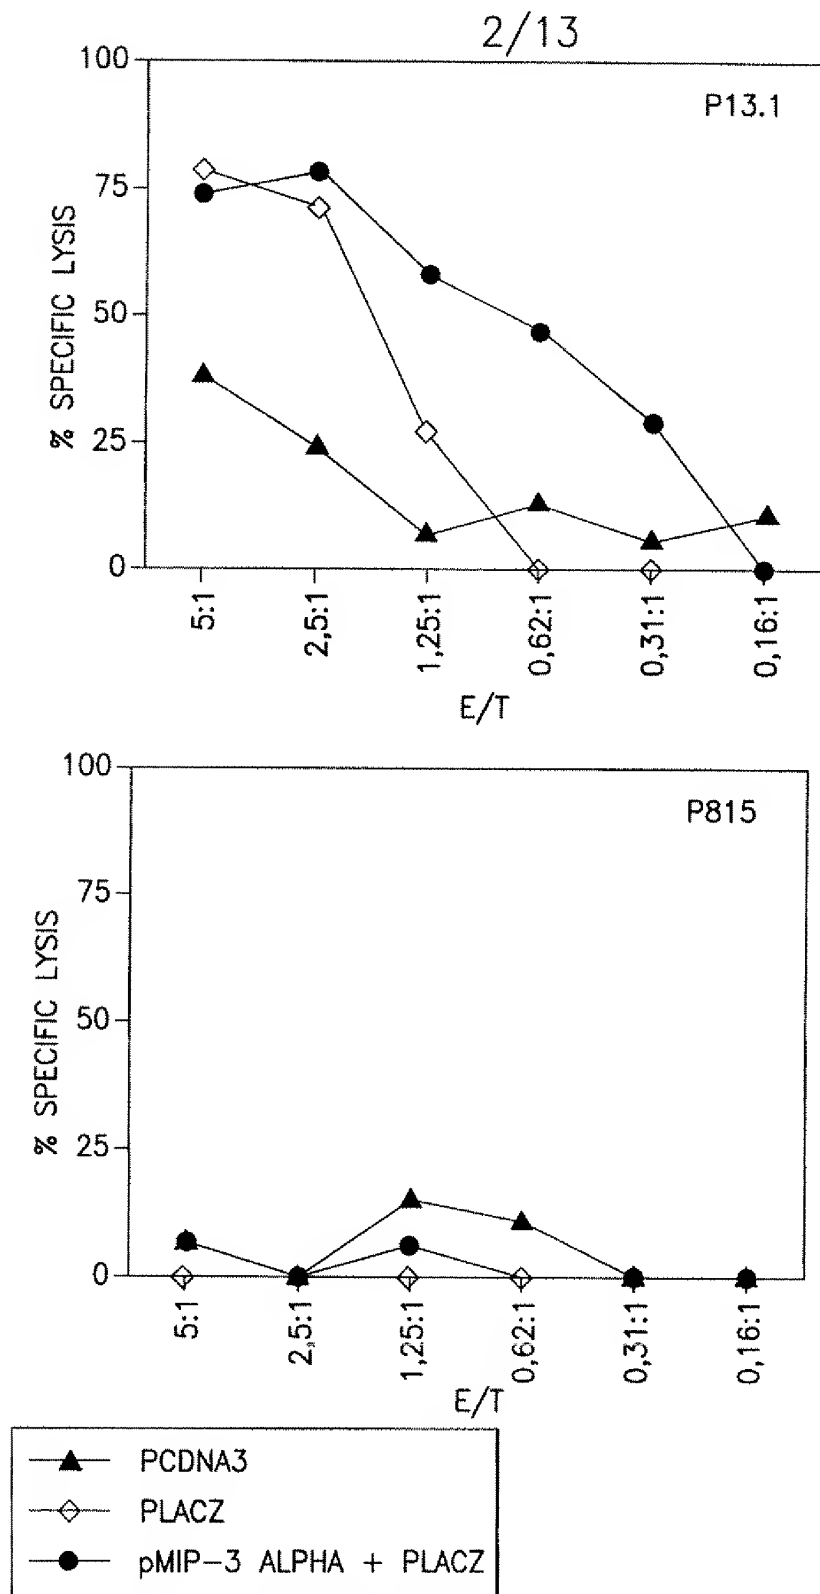 2/13
P13.1
% SPECIFIC LYSIS
100
75
50
25
0
5:1
2,5:1
1,25:1
0,62:1
0,31:1
0,16:1
E/T
P815
% SPECIFIC LYSIS
100
75
50
25
0
5:1
2,5:1
1,25:1
0,62:1
0,31:1
0,16:1
E/T
PCDNA3
PLACZ
pMIP-3 ALPHA + PLACZ